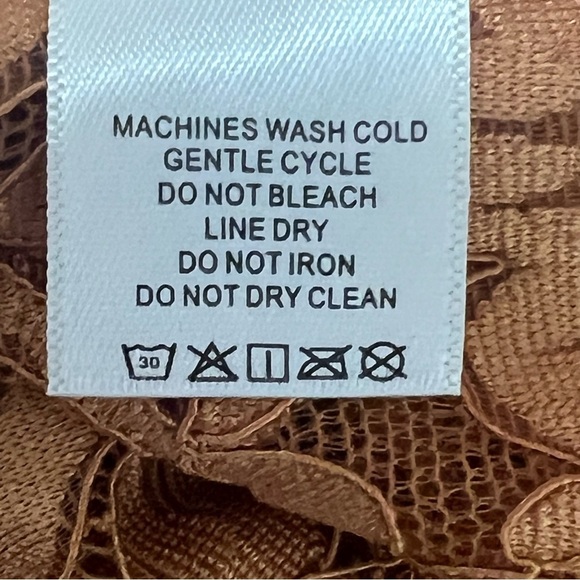 MACHINES WASH COLD
GENTLE CYCLE
DO NOT BLEACH
LINE DRY
DO NOT IRON
DO NOT DRY CLEAN
30